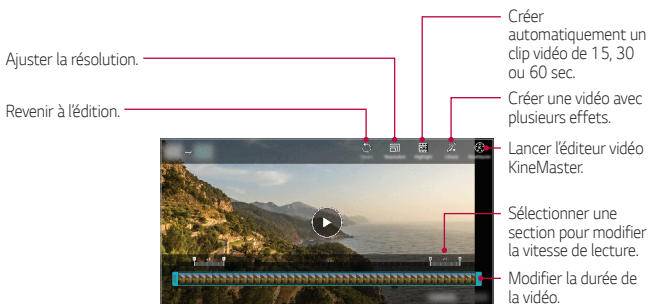 Ajuster la résolution.
Revenir à l'édition.
Créer
automatiquement un
clip vidéo de 15, 30
ou 60 sec.
Créer une vidéo avec
plusieurs effets.
Lancer l'éditeur vidéo
KineMaster.
Sélectionner une
section pour modifier
la vitesse de lecture.
Modifier la durée de
la vidéo.